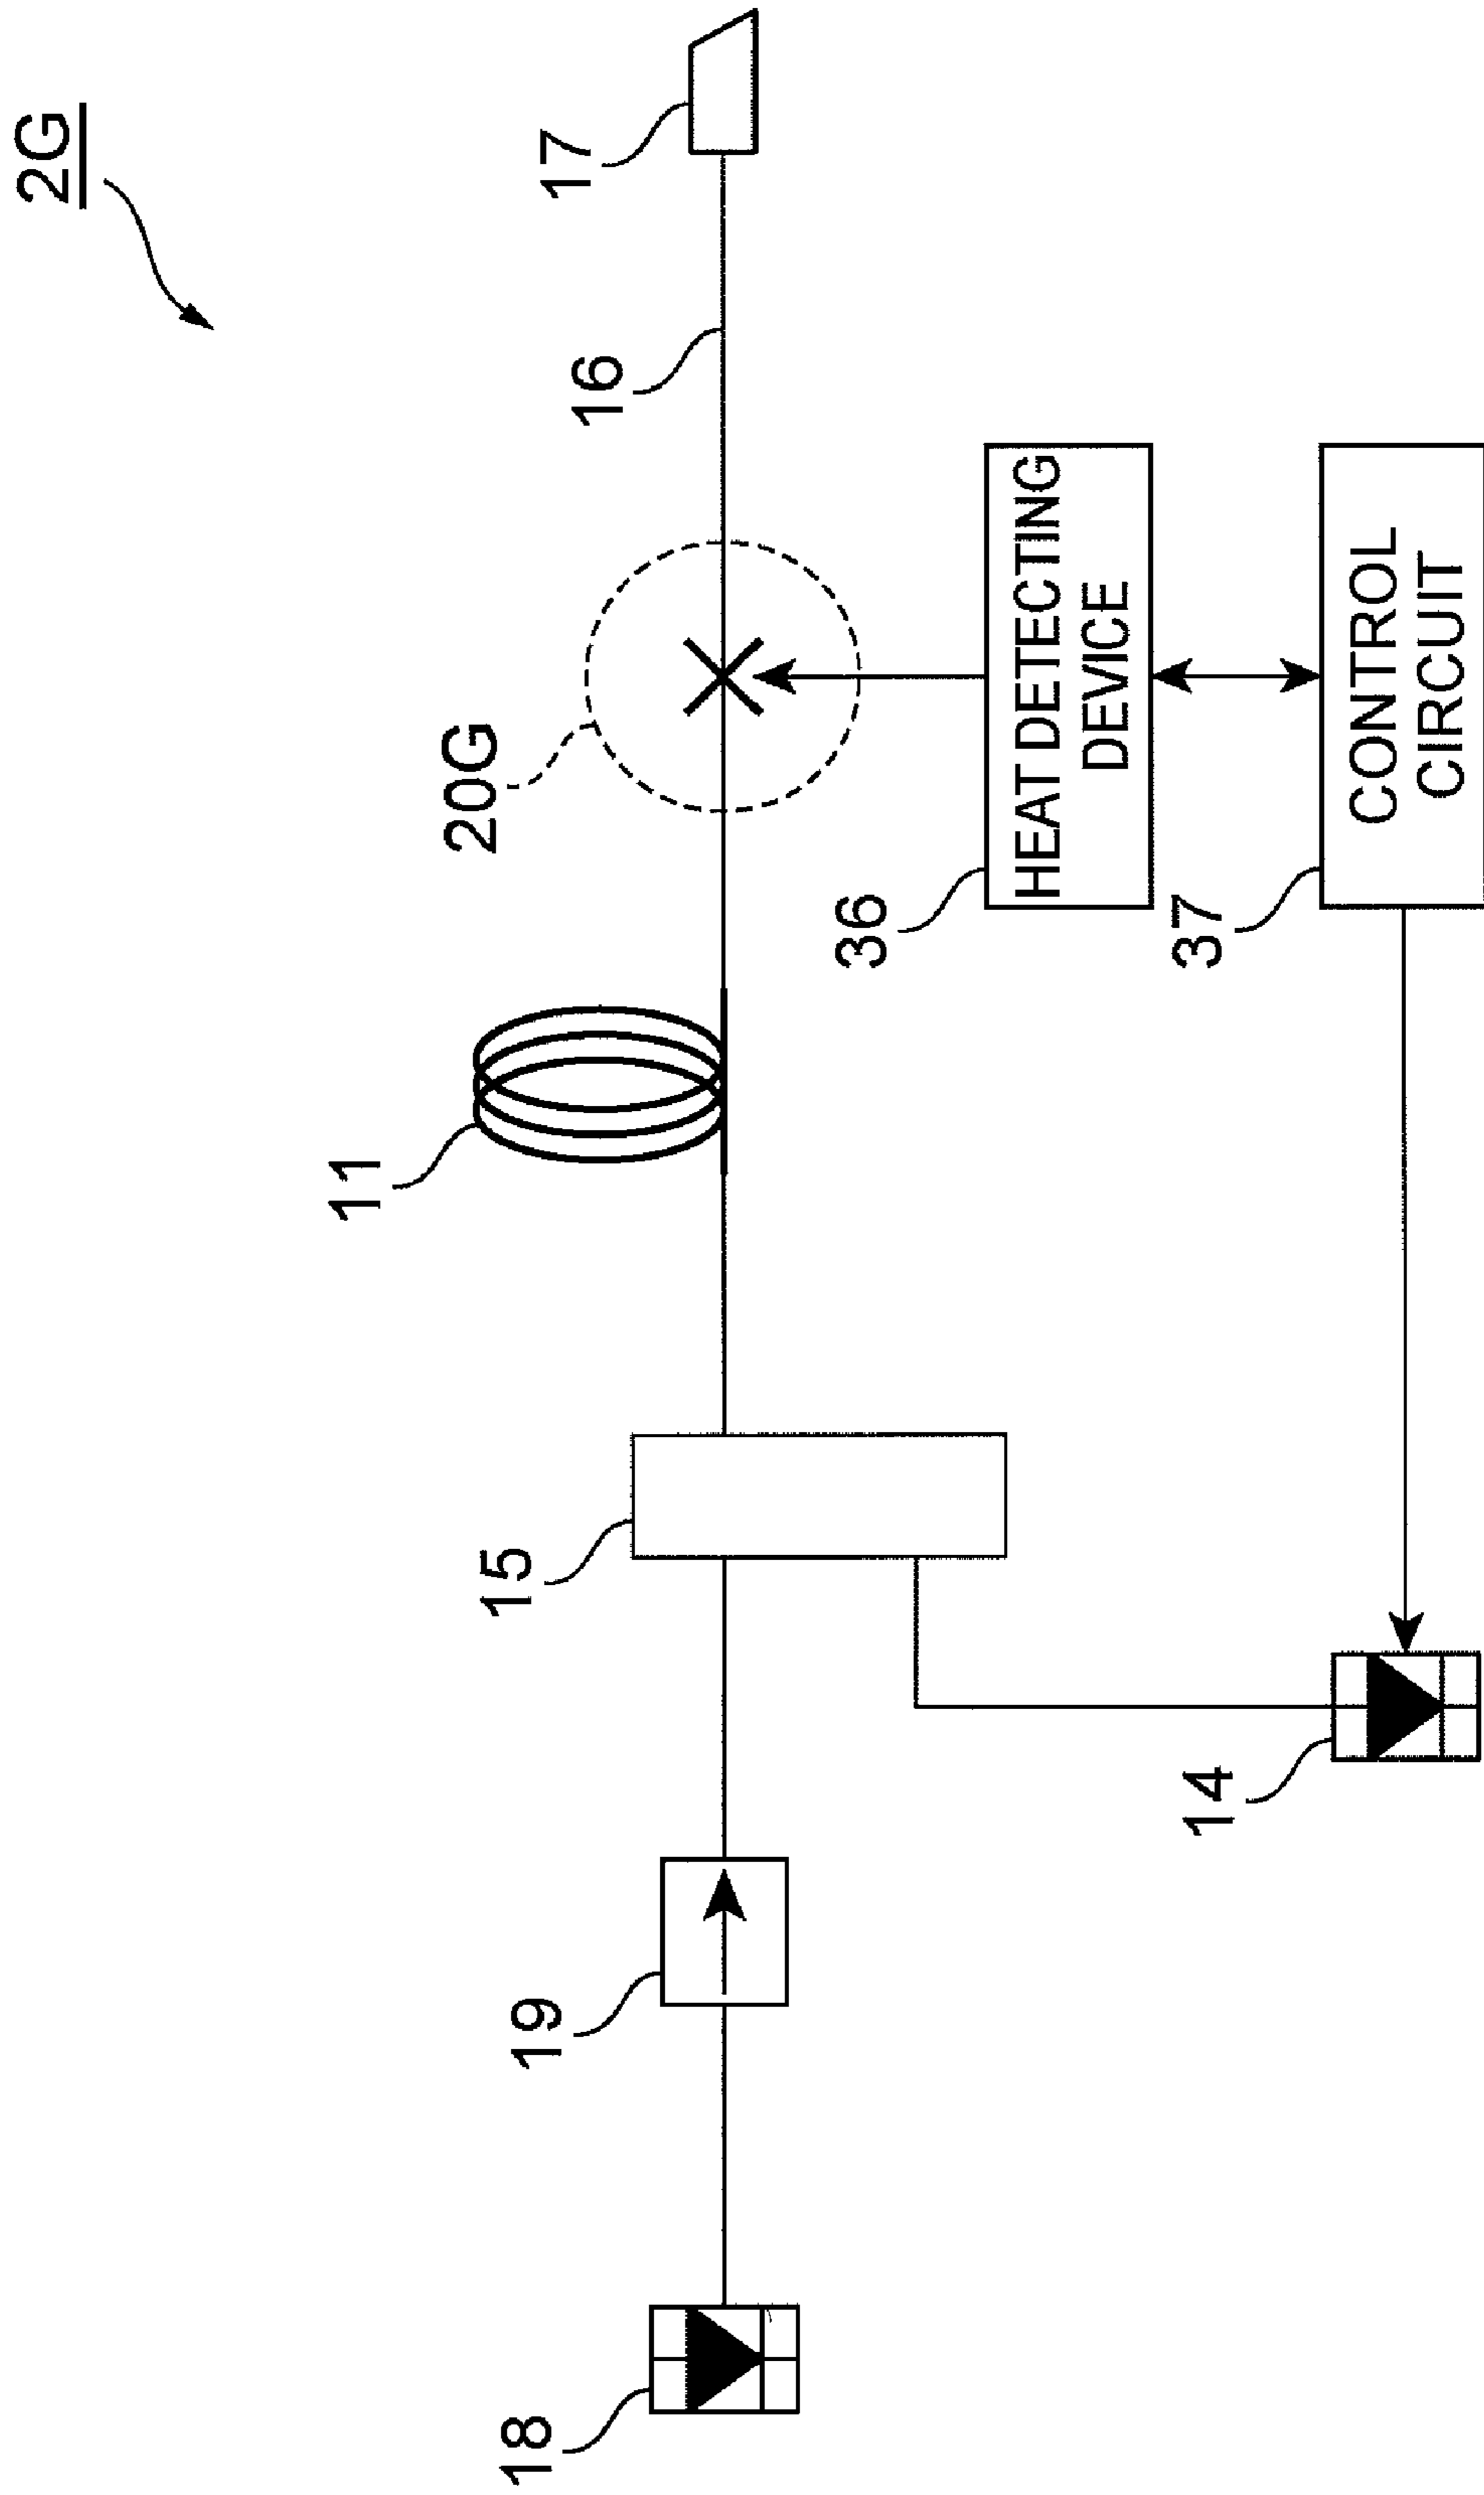 2G
18
19
15
11
20G
16
17
14
36
HEAT DETECTING
DEVICE
37
CONTROL
CIRCUIT